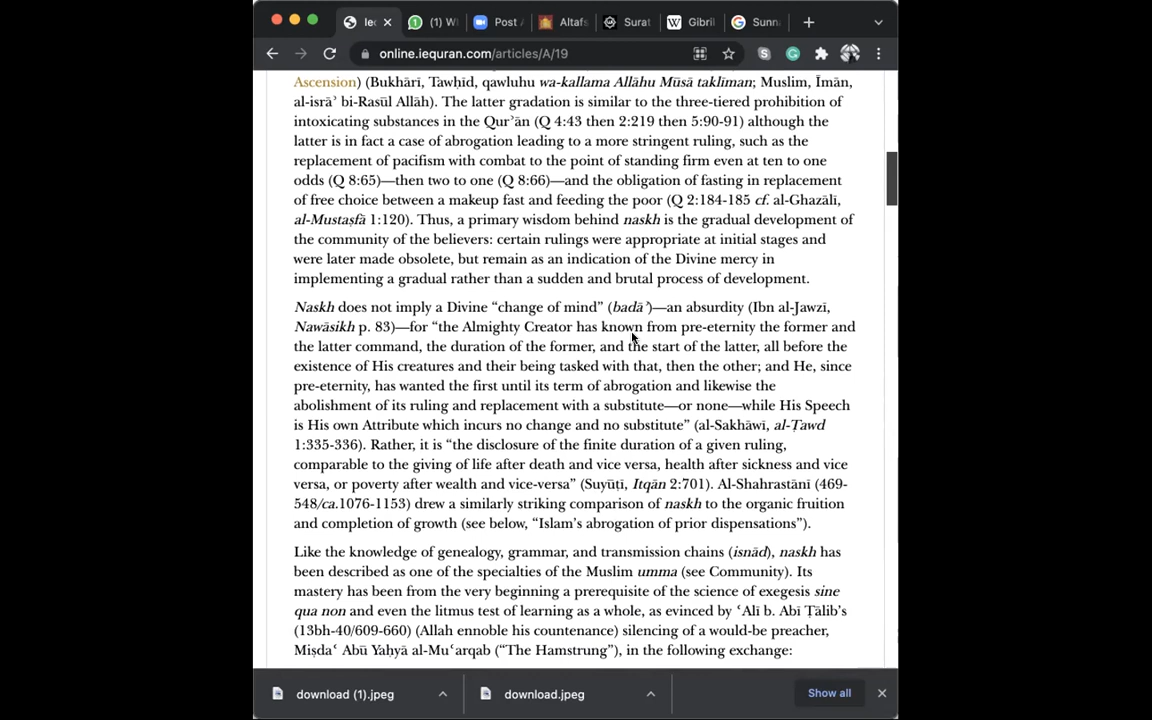 iec
(1) W
Post
Altafs
Surat
Gibril
Sunn
online.iequran.com/articles/A/19
Ascension) (Bukhārī, Tawḥīd, qawluhu wa-kallama Allāhu Mūsā taklīman; Muslim, Īmān,
al-isrāʾ bi-Rasūl Allāh). The latter gradation is similar to the three-tiered prohibition of
intoxicating substances in the Qurʾān (Q 4:43 then 2:219 then 5:90-91) although the
latter is in fact a case of abrogation leading to a more stringent ruling, such as the
replacement of pacifism with combat to the point of standing firm even at ten to one
odds (Q 8:65)—then two to one (Q 8:66)—and the obligation of fasting in replacement
of free choice between a makeup fast and feeding the poor (Q 2:184-185 cf. al-Ghazālī,
al-Mustaṣfā 1:120). Thus, a primary wisdom behind naskh is the gradual development of
the community of the believers: certain rulings were appropriate at initial stages and
were later made obsolete, but remain as an indication of the Divine mercy in
implementing a gradual rather than a sudden and brutal process of development.
Naskh does not imply a Divine “change of mind” (badāʾ)—an absurdity (Ibn al-Jawzī,
Nawāsikh p. 83)—for “the Almighty Creator has known from pre-eternity the former and
the latter command, the duration of the former, and the start of the latter, all before the
existence of His creatures and their being tasked with that, then the other; and He, since
pre-eternity, has wanted the first until its term of abrogation and likewise the
abolishment of its ruling and replacement with a substitute—or none—while His Speech
is His own Attribute which incurs no change and no substitute” (al-Sakhāwī, al-Ṭawd
1:335-336). Rather, it is “the disclosure of the finite duration of a given ruling,
comparable to the giving of life after death and vice versa, health after sickness and vice
versa, or poverty after wealth and vice-versa” (Suyūṭī, Itqān 2:701). Al-Shahrastānī (469-
548/ca.1076-1153) drew a similarly striking comparison of naskh to the organic fruition
and completion of growth (see below, “Islam’s abrogation of prior dispensations”).
Like the knowledge of genealogy, grammar, and transmission chains (isnād), naskh has
been described as one of the specialties of the Muslim umma (see Community). Its
mastery has been from the very beginning a prerequisite of the science of exegesis sine
qua non and even the litmus test of learning as a whole, as evinced by ʿAlī b. Abī Ṭālib’s
(13bh-40/609-660) (Allah ennoble his countenance) silencing of a would-be preacher,
Miṣdaʿ Abū Yaḥyā al-Muʿarqab (“The Hamstrung”), in the following exchange:
download (1).jpeg
download.jpeg
Show all